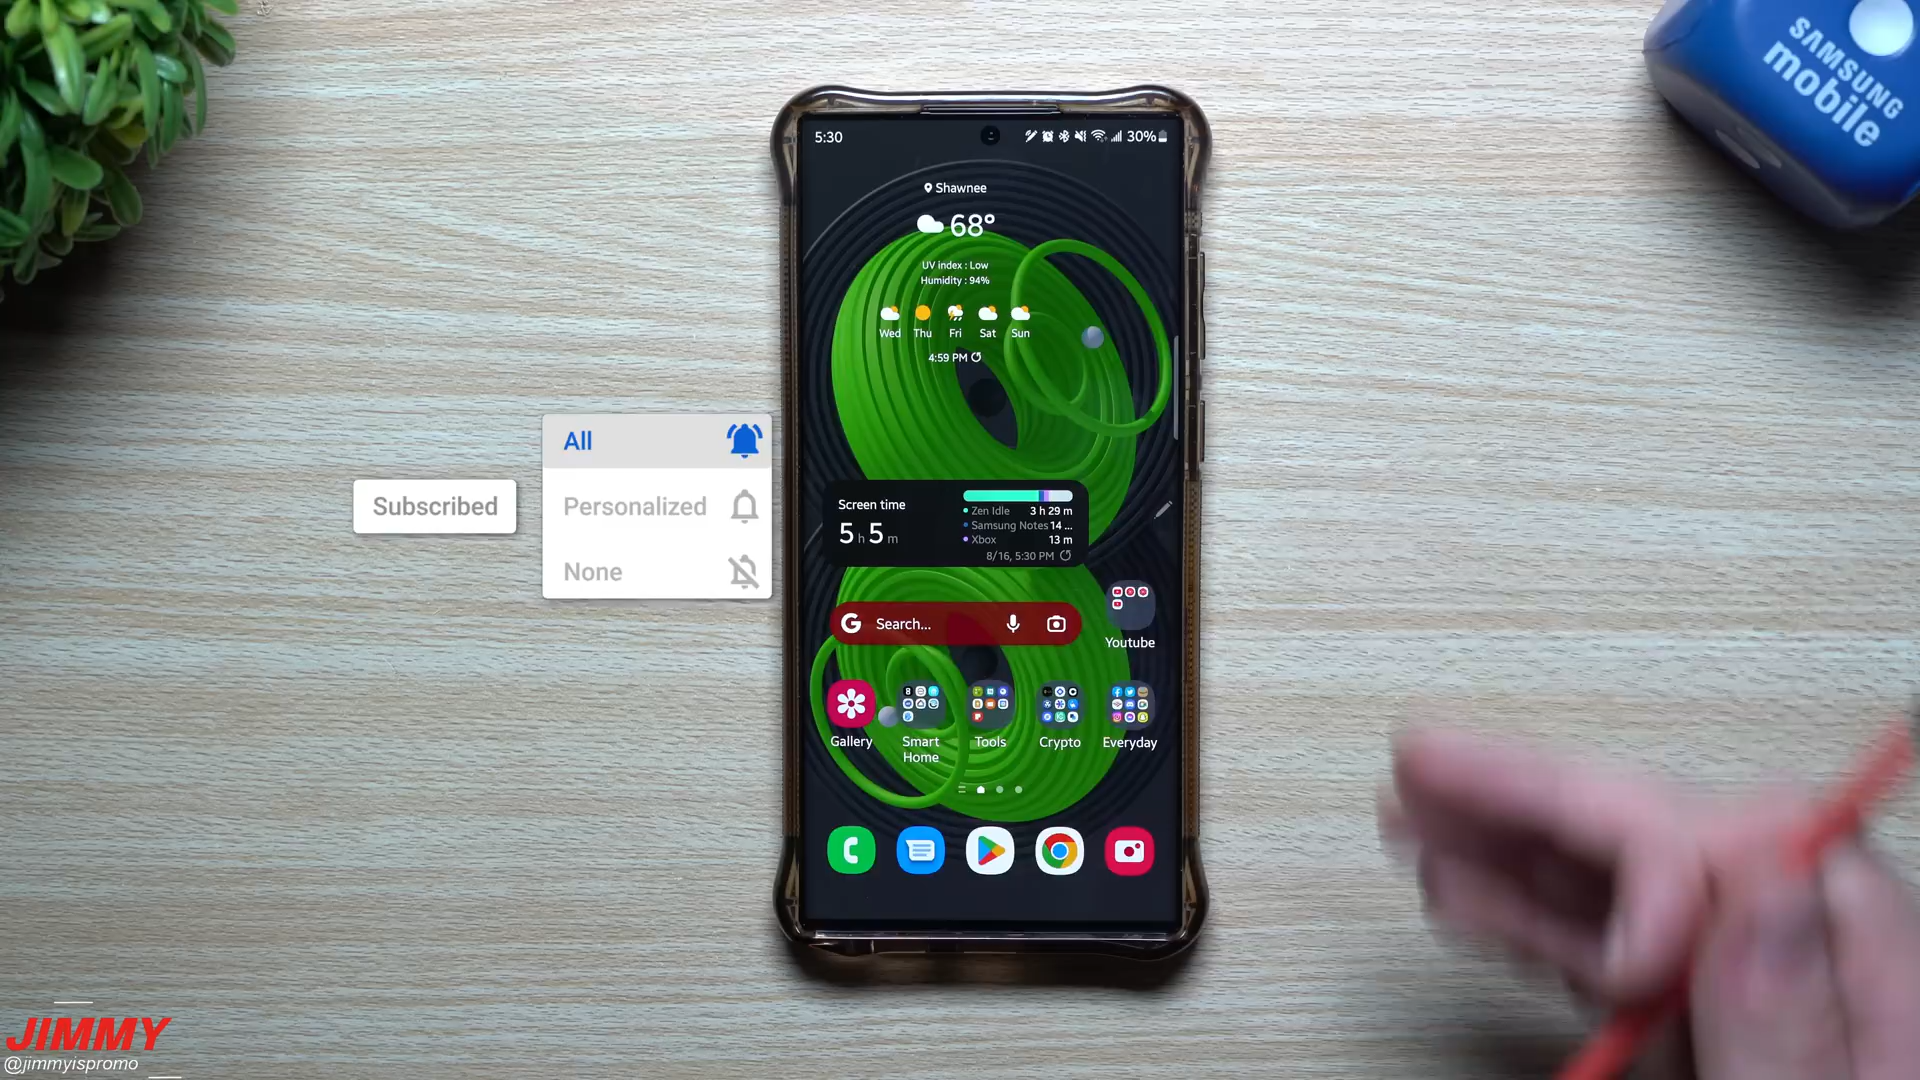 SAMSUNG
mobile
5:30
30%
Shawnee
68°
UV index : Low
Humidity : 94%
Wed Thu Fri Sat Sun
4:59 PM
All
Subscribed
Personalized
None
Screen time
5 h 5 m
Zen Idle 3 h 29 m
Samsung Notes 14 ...
Xbox 13 m
8/16, 5:30 PM
G Search...
Youtube
Gallery
Smart
Home
Tools
Crypto
Everyday
JIMMY
@jimmyispromo